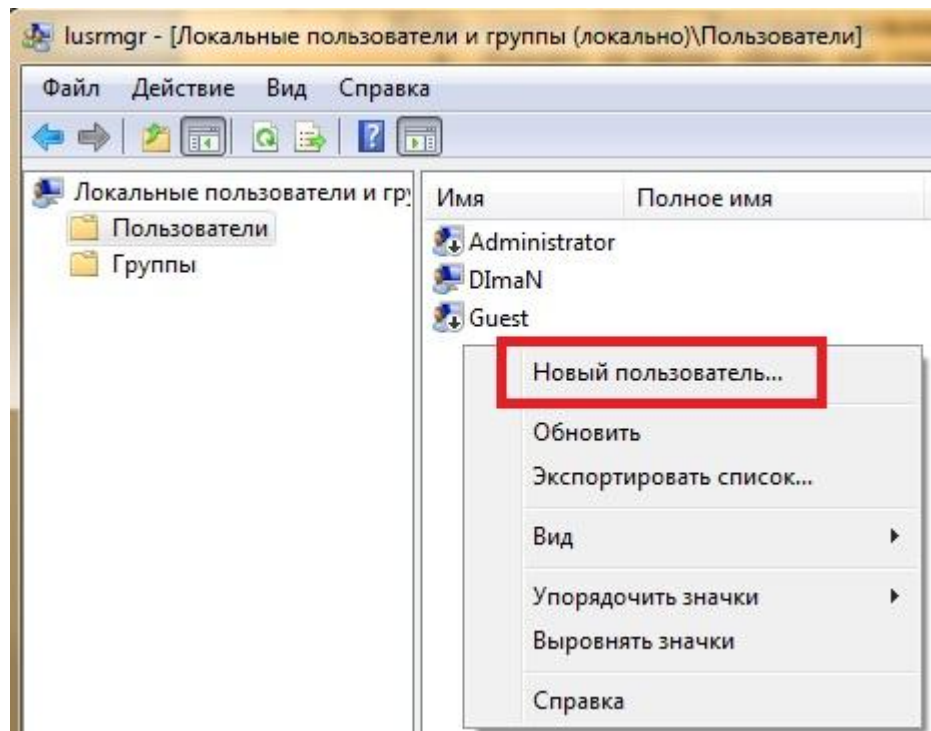 lusrmgr - [Локальные пользователи и группы (локально)\Пользователи]
Файл Действие Вид Справка
Локальные пользователи и гру
Пользователи
Группы
Имя Полное имя
Administrator
DImaN
Guest
Новый пользователь...
Обновить
Экспортировать список...
Вид
Упорядочить значки
Выровнять значки
Справка